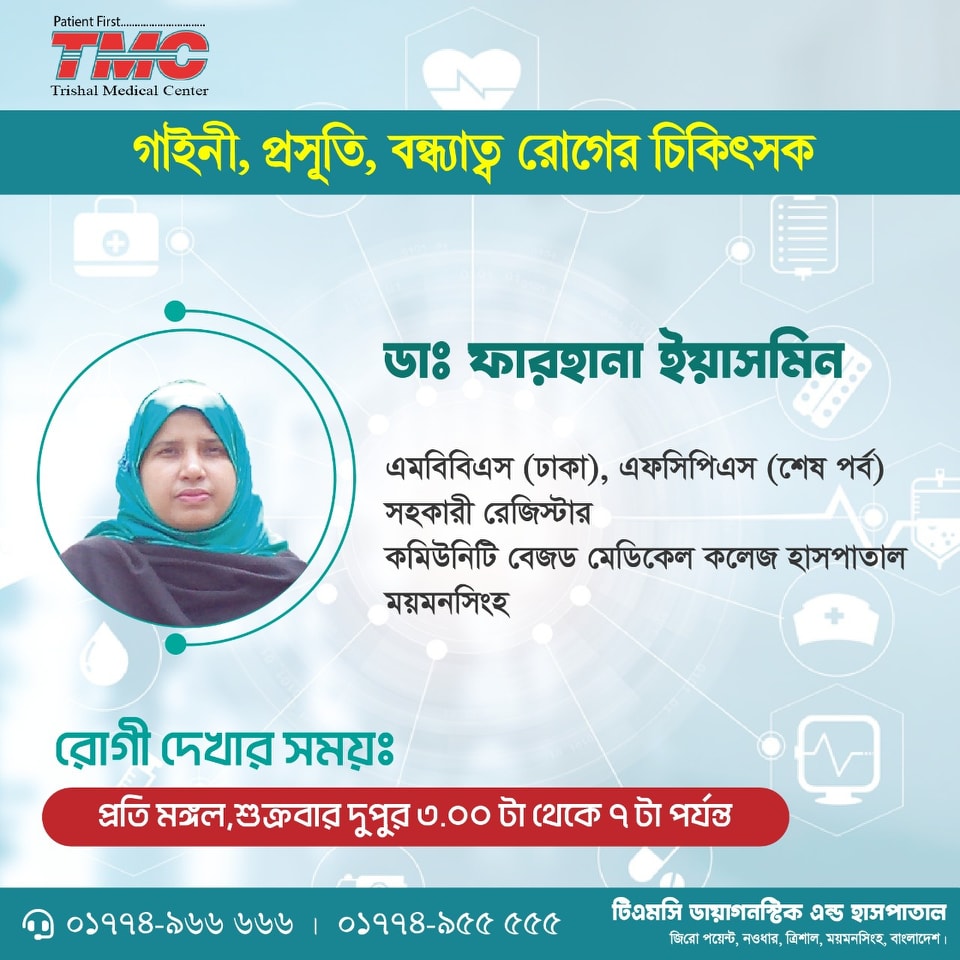 Patient First............................
TMC
Trishal Medical Center
গাইনী, প্রসূতি, বন্ধ্যাত্ব রোগের চিকিৎসক
ডাঃ ফারহানা ইয়াসমিন
এমবিবিএস (ঢাকা), এফসিপিএস (শেষ পর্ব)
সহকারী রেজিস্টার
কমিউনিটি বেজড মেডিকেল কলেজ হাসপাতাল
ময়মনসিংহ
রোগী দেখার সময়ঃ
প্রতি মঙ্গল,শুক্রবার দুপুর ৩.০০ টা থেকে ৭ টা পর্যন্ত
০১৭৭৪-৯৬৬ ৬৬৬ । ০১৭৭৪-৯৫৫ ৫৫৫
টিএমসি ডায়াগনস্টিক এন্ড হাসপাতাল
জিরো পয়েন্ট, নওধার, ত্রিশাল, ময়মনসিংহ, বাংলাদেশ।